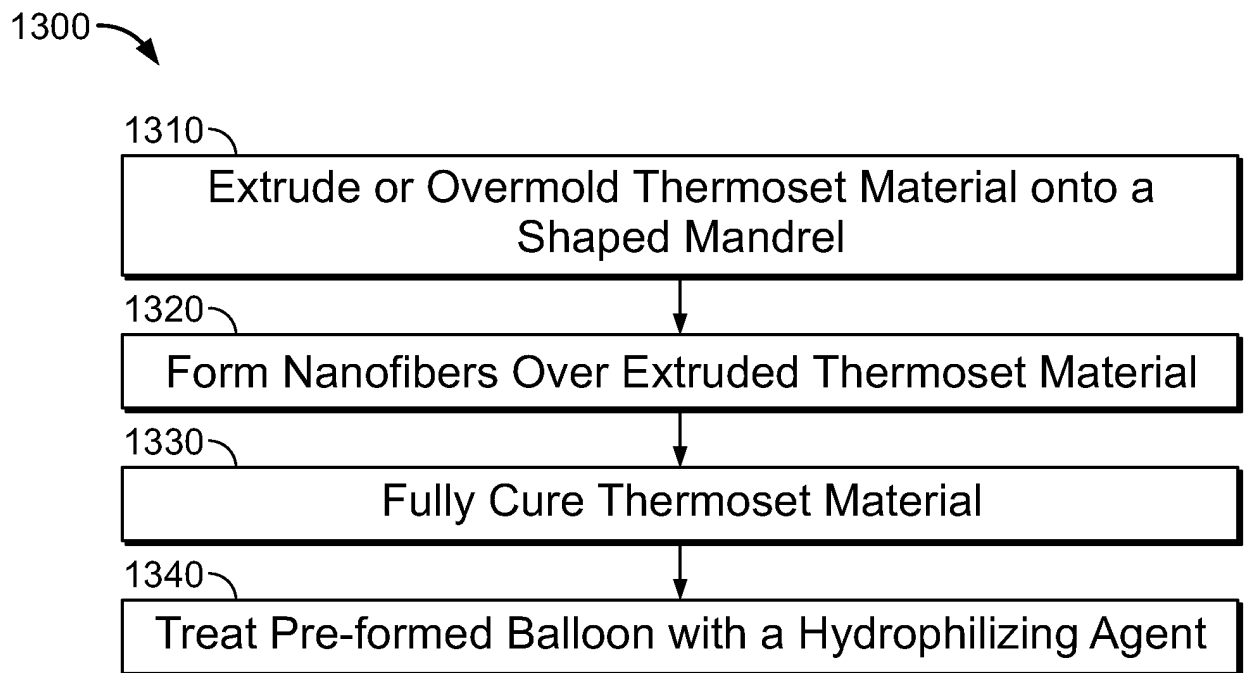 1300
1310
Extrude or Overmold Thermoset Material onto a
Shaped Mandrel
1320
Form Nanofibers Over Extruded Thermoset Material
1330
Fully Cure Thermoset Material
1340
Treat Pre-formed Balloon with a Hydrophilizing Agent